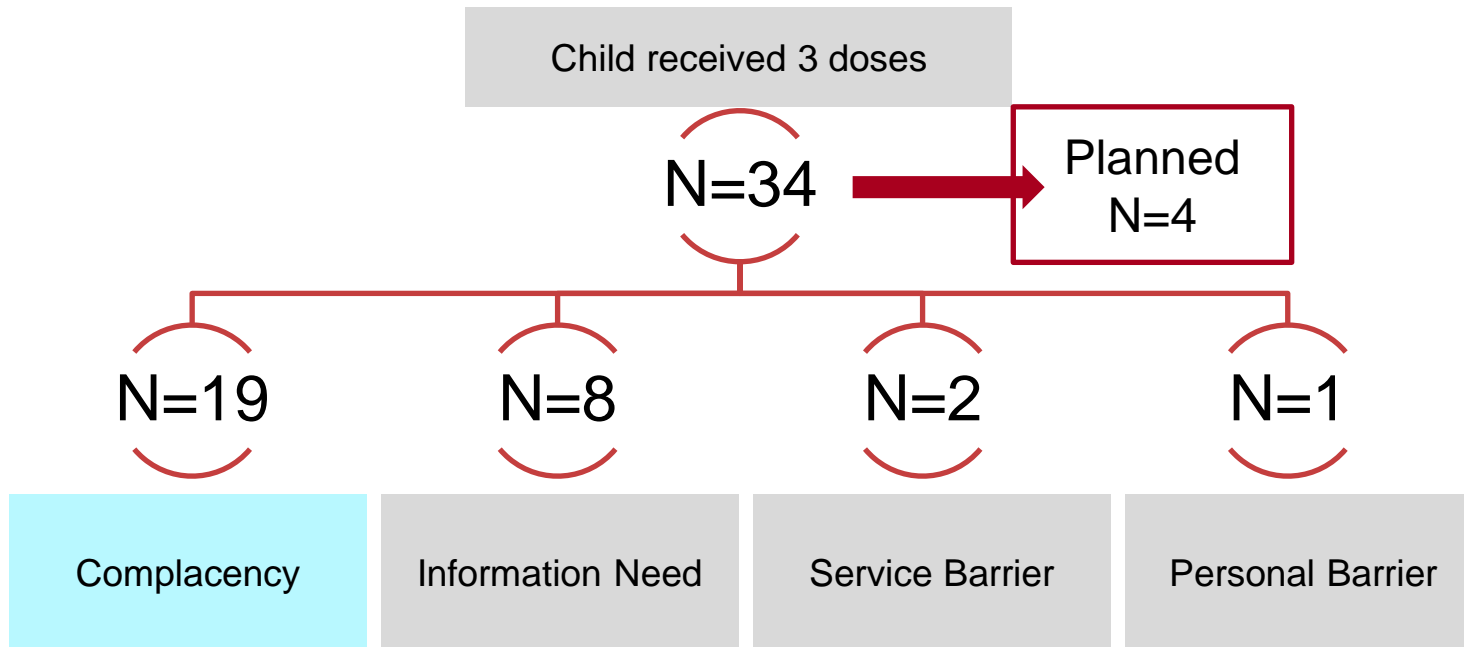 Child received 3 doses
N=34
Planned
N=4
N=19
N=8
N=2
N=1
Complacency
Information Need
Service Barrier
Personal Barrier